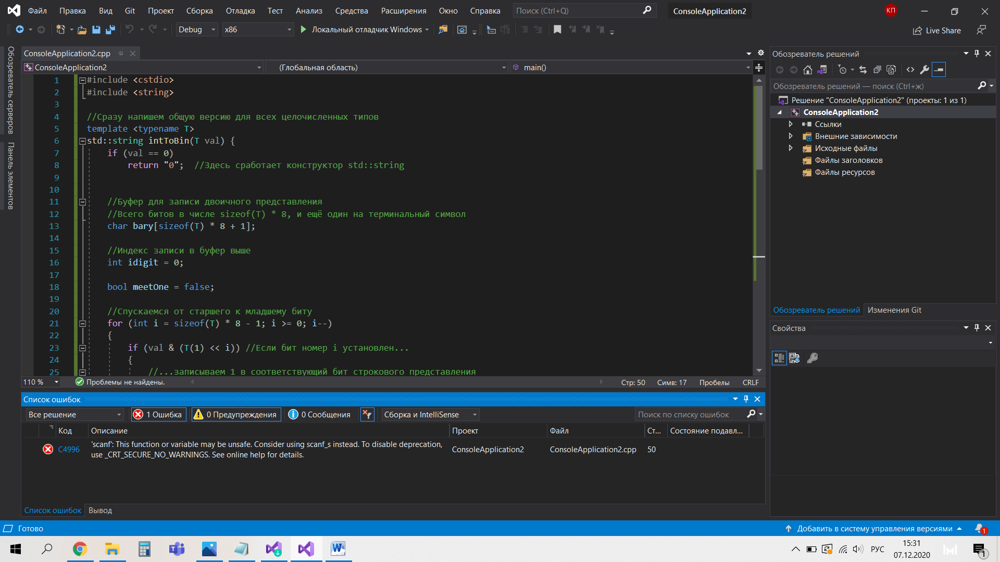 Файл Правка Вид Git Проект Сборка Отладка Тест Анализ Средства Расширения Окно Справка Поиск (Ctrl+Q) ConsoleApplication2 КП
Debug x86 Локальный отладчик Windows Live Share
Обозреватель серверов
Панель элементов
ConsoleApplication2.cpp
ConsoleApplication2 (Глобальная область) main()
1 #include <cstdio>
2 #include <string>
3
4 //Сразу напишем общую версию для всех целочисленных типов
5 template <typename T>
6 std::string intToBin(T val) {
7 if (val == 0)
8 return "0"; //Здесь сработает конструктор std::string
9
10
11 //Буфер для записи двоичного представления
12 //Всего битов в числе sizeof(T) * 8, и ещё один на терминальный символ
13 char bary[sizeof(T) * 8 + 1];
14
15 //Индекс записи в буфер выше
16 int idigit = 0;
17
18 bool meetOne = false;
19
20 //Спускаемся от старшего к младшему биту
21 for (int i = sizeof(T) * 8 - 1; i >= 0; i--)
22 {
23 if (val & (T(1) << i)) //Если бит номер i установлен...
24 {
25 //...записываем 1 в соответствующий бит строкового представления
110 % Проблемы не найдены. Стр: 50 Симв: 17 Пробелы CRLF
Список ошибок
Все решение 1 Ошибка 0 Предупреждения 0 Сообщения Сборка и IntelliSense Поиск по списку ошибок
Код Описание Проект Файл Ст... Состояние подавл...
C4996 'scanf': This function or variable may be unsafe. Consider using scanf_s instead. To disable deprecation, ConsoleApplication2 ConsoleApplication2.cpp 50
use _CRT_SECURE_NO_WARNINGS. See online help for details.
Список ошибок Вывод
Обозреватель решений
Обозреватель решений — поиск (Ctrl+ж)
Решение "ConsoleApplication2" (проекты: 1 из 1)
ConsoleApplication2
Ссылки
Внешние зависимости
Исходные файлы
Файлы заголовков
Файлы ресурсов
Обозреватель решений Изменения Git
Свойства
Готово Добавить в систему управления версиями 1
РУС 15:31
07.12.2020 1